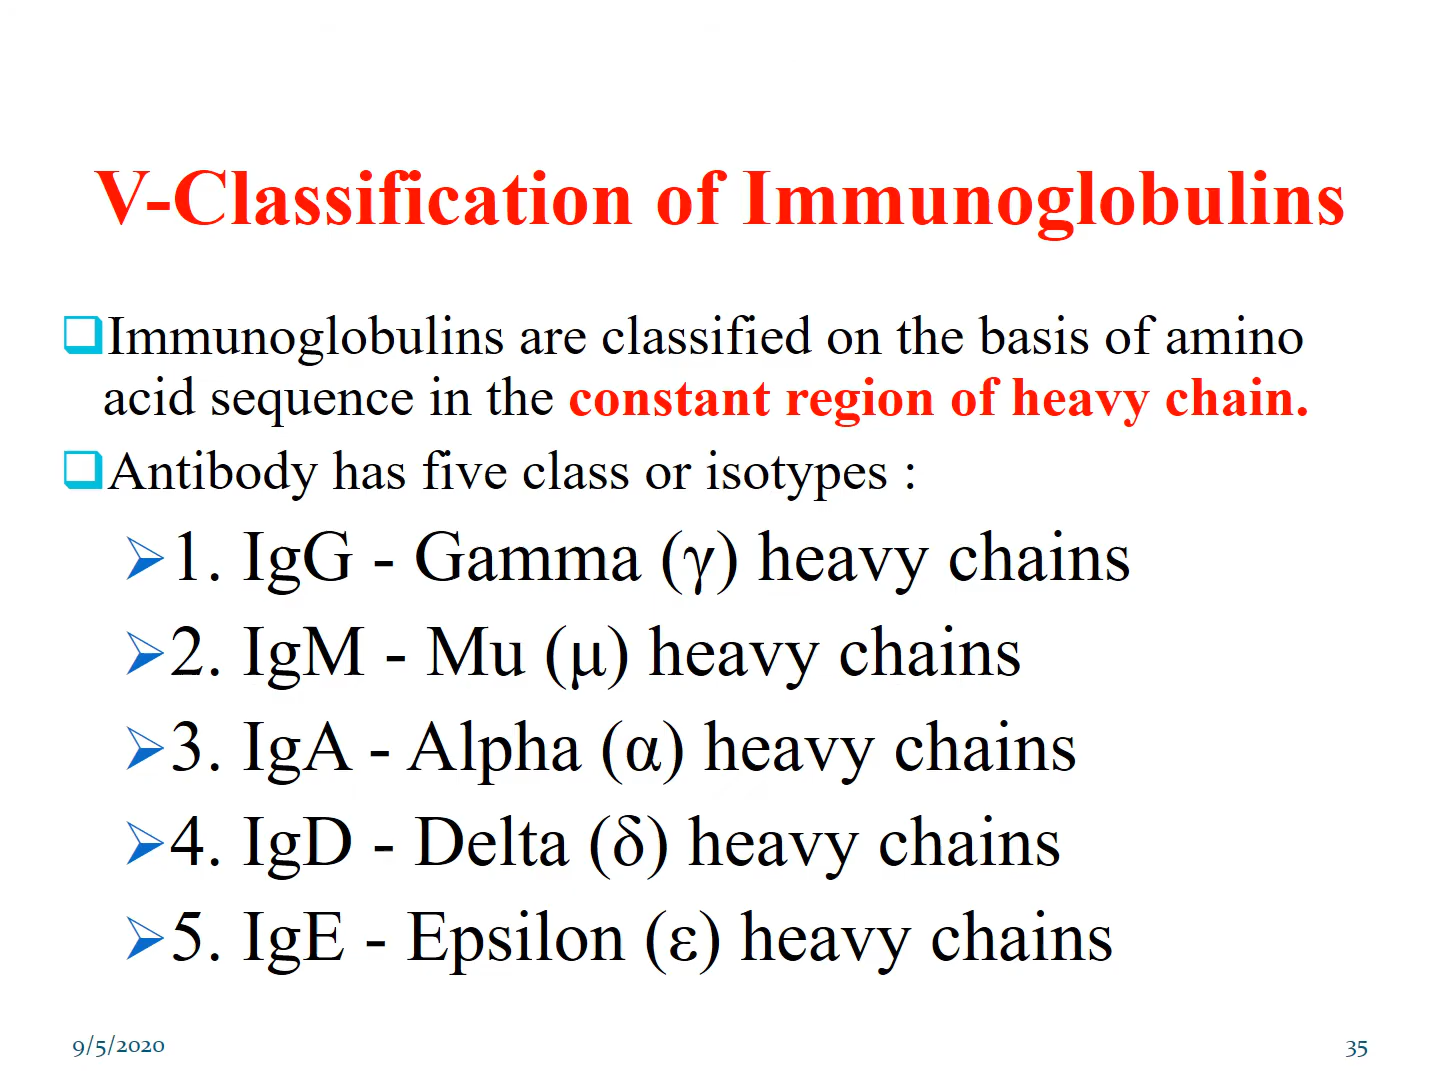 V-Classification of Immunoglobulins
Immunoglobulins are classified on the basis of amino
acid sequence in the constant region of heavy chain.
Antibody has five class or isotypes :
1. IgG - Gamma (γ) heavy chains
2. IgM - Mu (μ) heavy chains
3. IgA - Alpha (α) heavy chains
4. IgD - Delta (δ) heavy chains
5. IgE - Epsilon (ε) heavy chains
9/5/2020
35